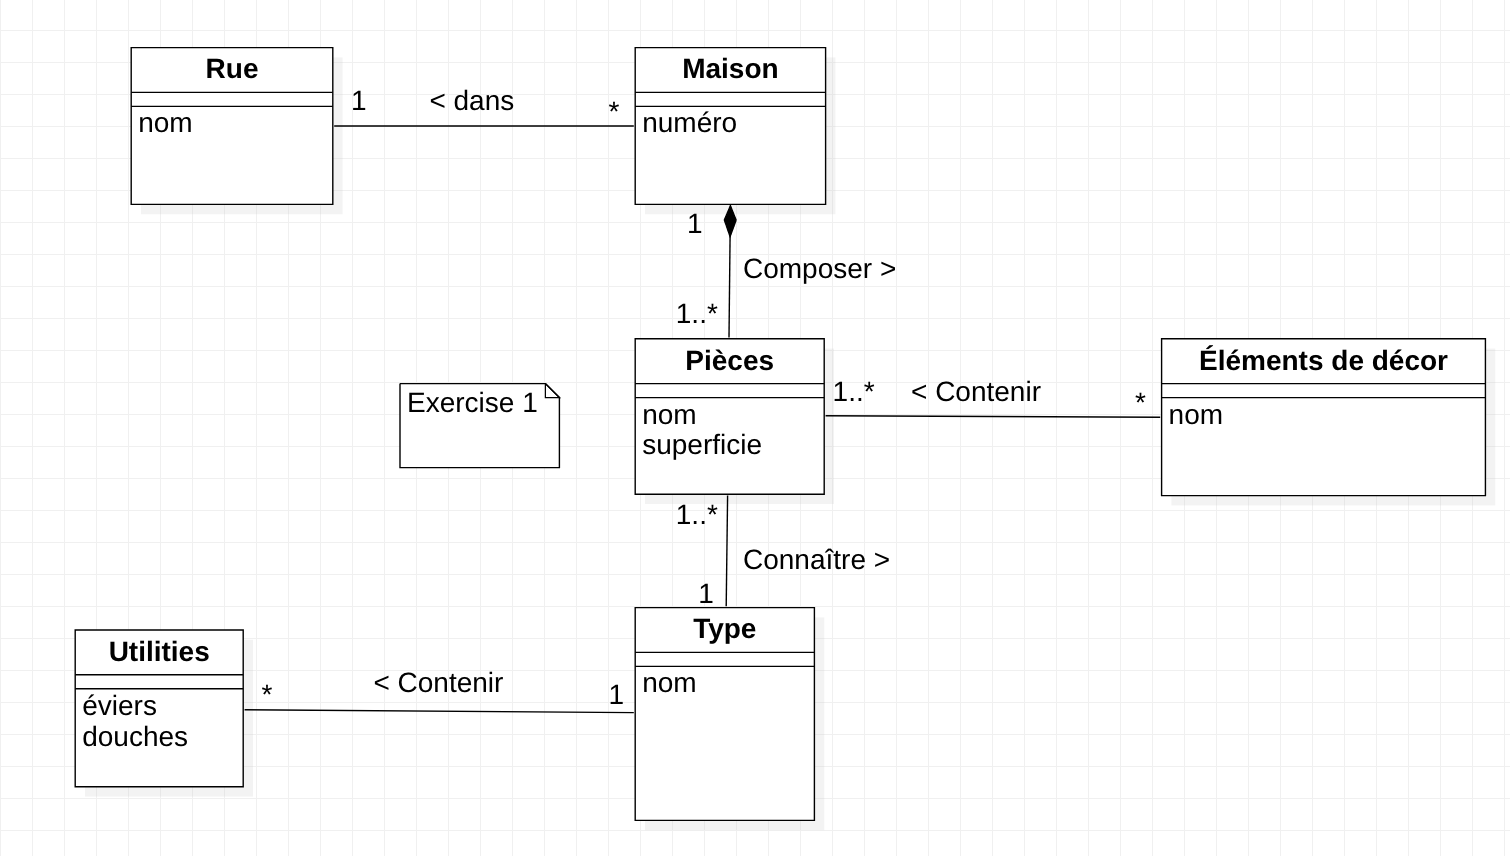 Rue
nom
1
< dans
*
Maison
numéro
1
Composer >
1..*
Pièces
nom
superficie
1..*
< Contenir
*
Éléments de décor
nom
Exercise 1
1..*
Connaître >
1
Type
nom
Utilities
éviers
douches
*
< Contenir
1